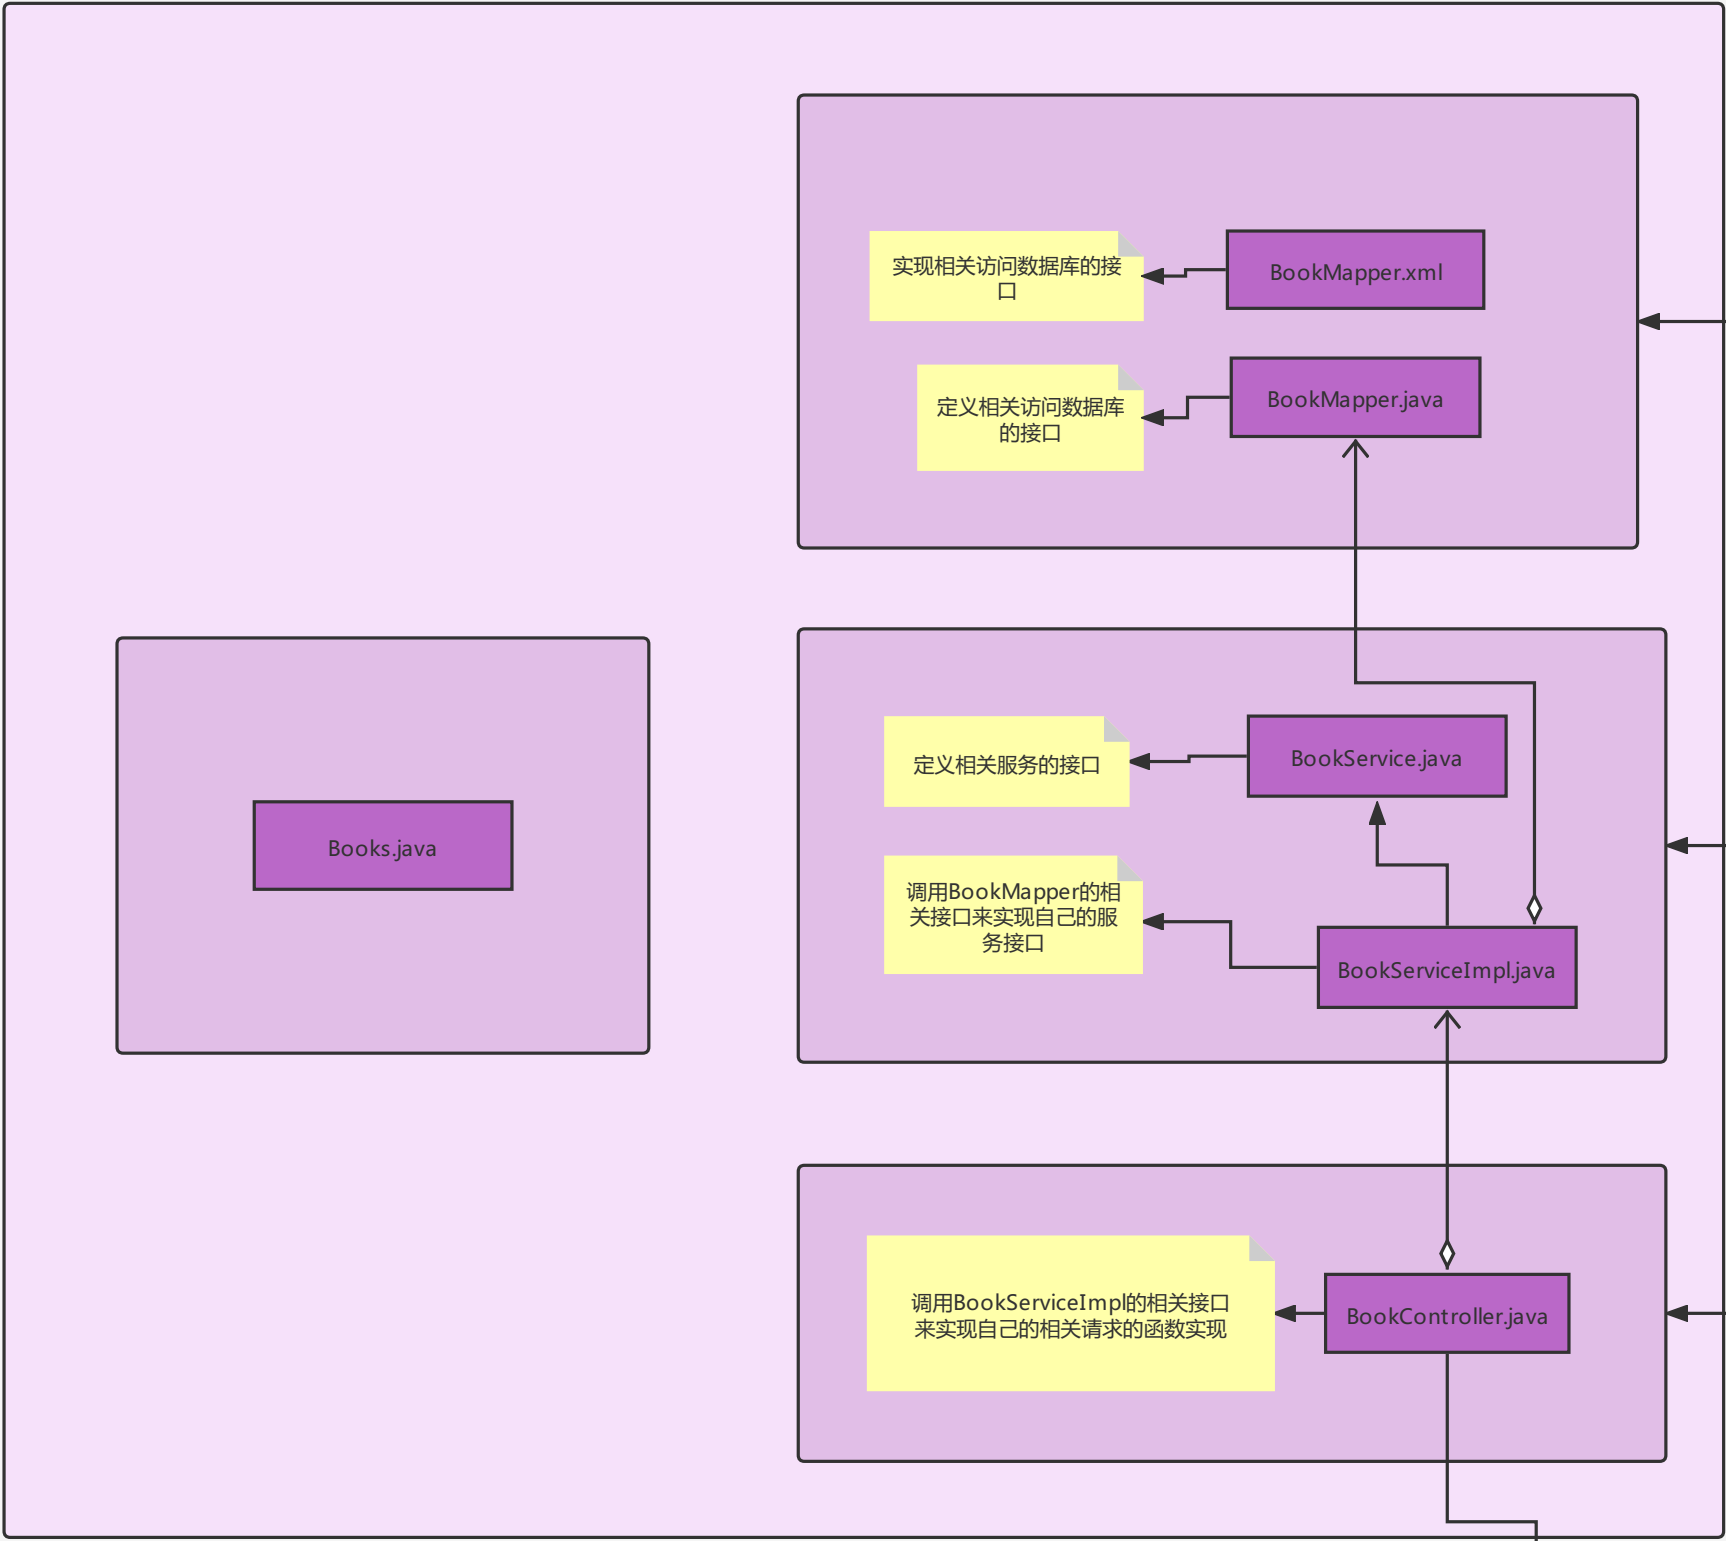 实现相关访问数据库的接
口
BookMapper.xml
定义相关访问数据库
的接口
BookMapper.java
定义相关服务的接口
BookService.java
Books.java
调用BookMapper的相
关接口来实现自己的服
务接口
BookServiceImpl.java
调用BookServiceImpl的相关接口
来实现自己的相关请求的函数实现
BookController.java